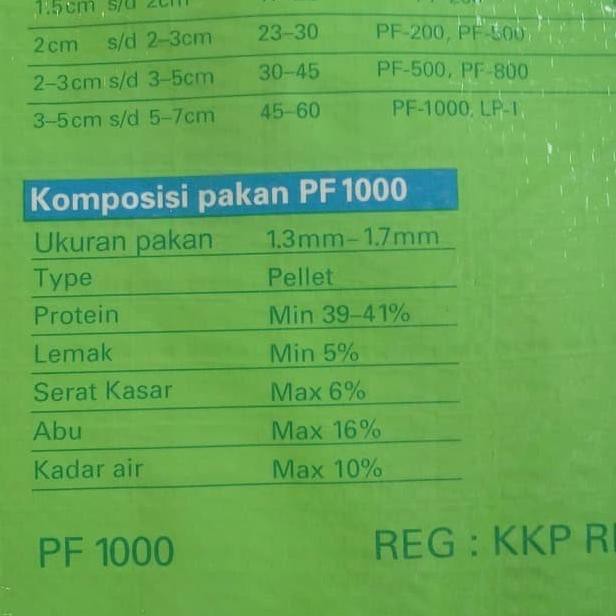 1.5cm s/d 2cm
2cm s/d 2–3cm 23–30 PF-200, PF-500
2–3cm s/d 3–5cm 30–45 PF-500, PF-800
3–5cm s/d 5–7cm 45–60 PF-1000, LP-1
Komposisi pakan PF 1000
Ukuran pakan 1.3mm–1.7mm
Type Pellet
Protein Min 39–41%
Lemak Min 5%
Serat Kasar Max 6%
Abu Max 16%
Kadar air Max 10%
PF 1000 REG : KKP